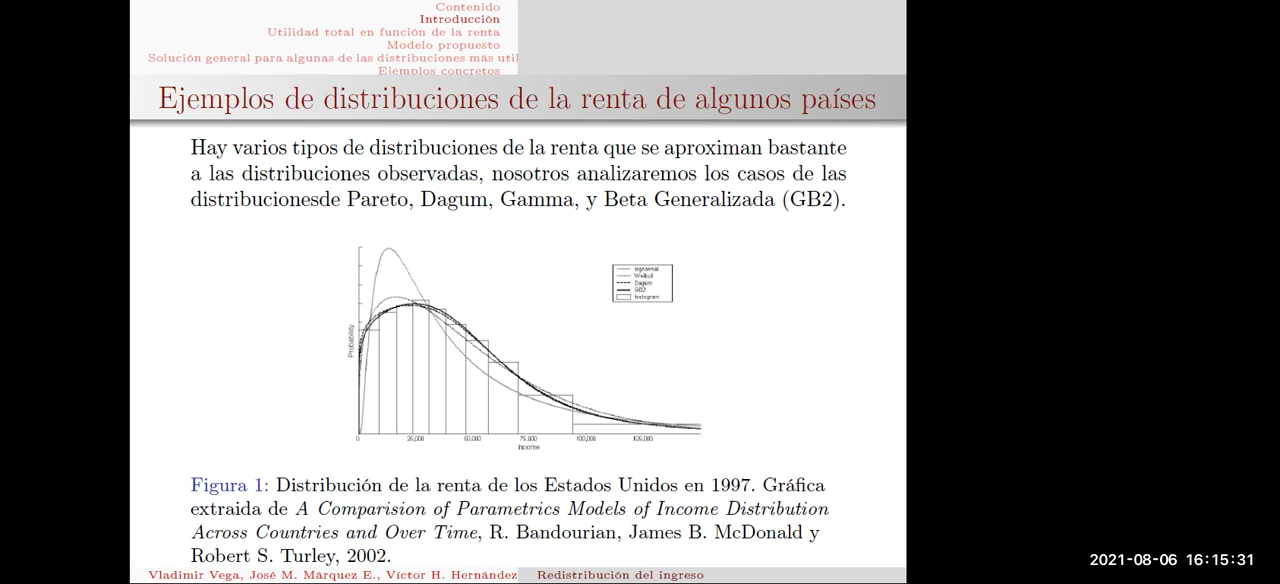 Contenido
Introducción
Utilidad total en función de la renta
Modelo propuesto
Solución general para algunas de las distribuciones más util
Ejemplos concretos
Ejemplos de distribuciones de la renta de algunos países
Hay varios tipos de distribuciones de la renta que se aproximan bastante
a las distribuciones observadas, nosotros analizaremos los casos de las
distribucionesde Pareto, Dagum, Gamma, y Beta Generalizada (GB2).
lognormal
Weibull
Dagum
GB2
histogram
Probability
0 25,000 50,000 75,000 100,000 125,000
Income
Figura 1: Distribución de la renta de los Estados Unidos en 1997. Gráfica
extraida de A Comparision of Parametrics Models of Income Distribution
Across Countries and Over Time, R. Bandourian, James B. McDonald y
Robert S. Turley, 2002.
Vladimir Vega, José M. Márquez E., Víctor H. Hernández Redistribución del ingreso
2021-08-06 16:15:31